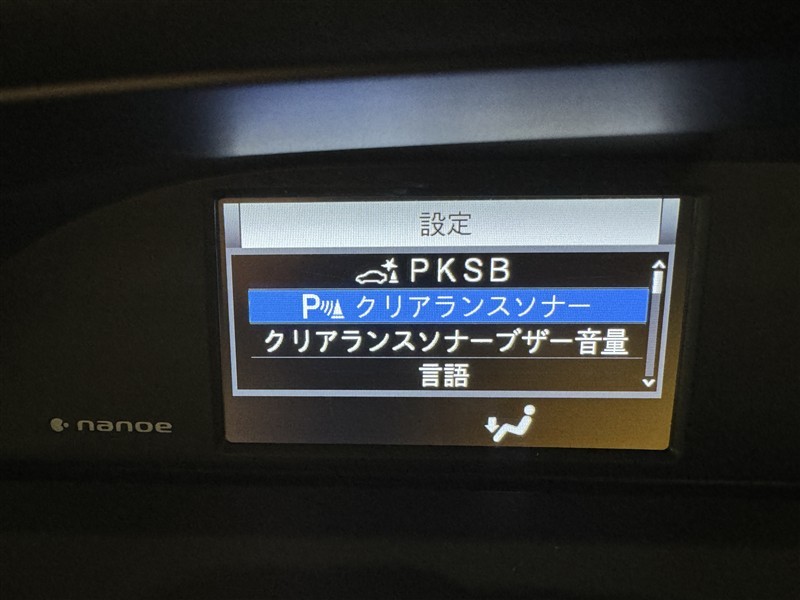 設定
PKSB
P クリアランスソナー
クリアランスソナーブザー音量
言語
nanoe